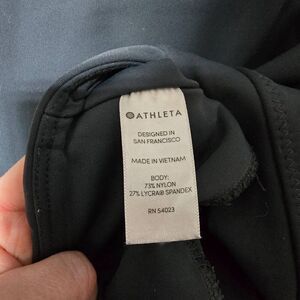 ATHLETA
DESIGNED IN
SAN FRANCISCO
MADE IN VIETNAM
BODY:
73% NYLON
27% LYCRA® SPANDEX
RN 54023